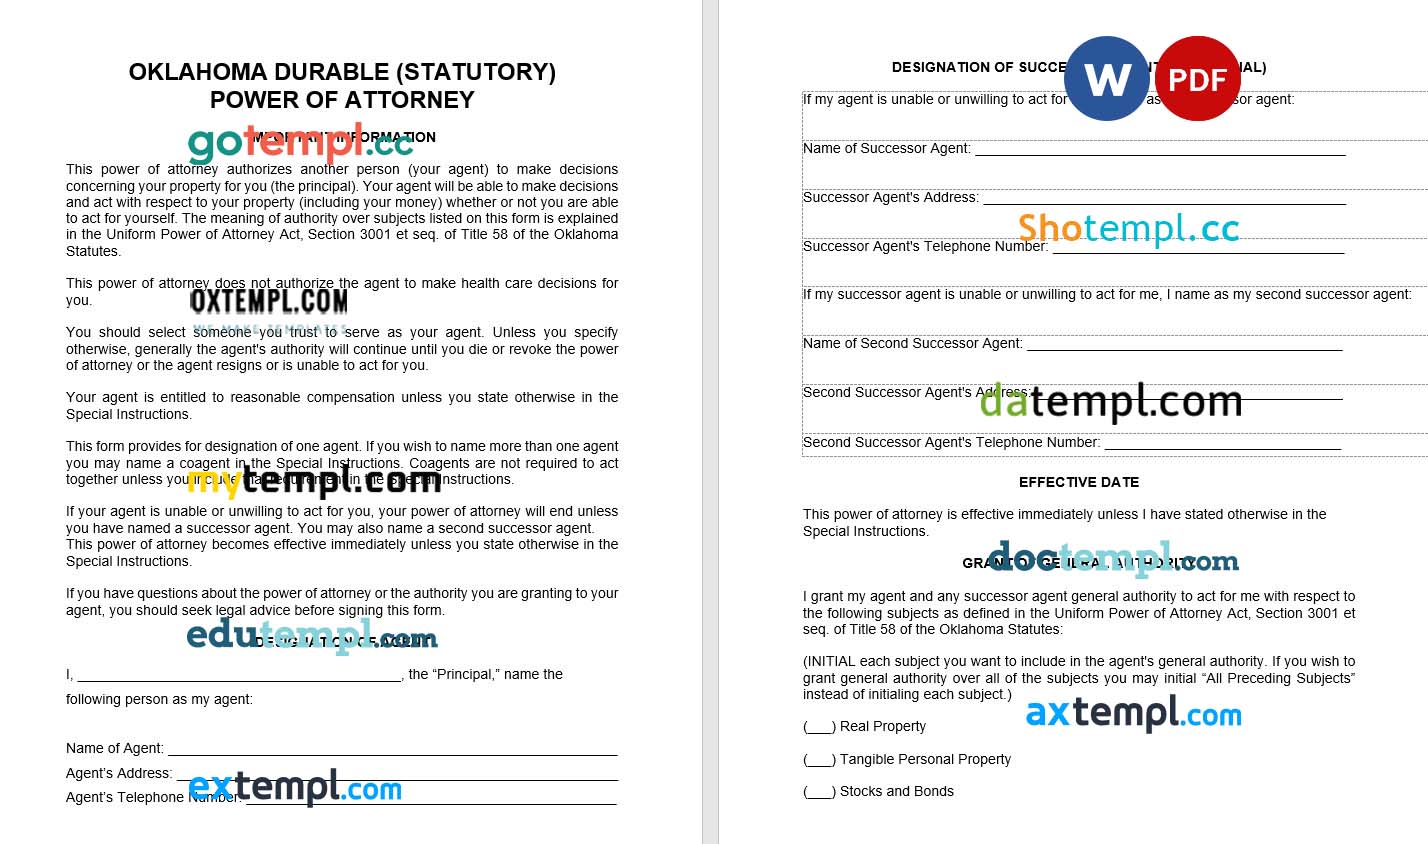 OKLAHOMA DURABLE (STATUTORY)
POWER OF ATTORNEY
IMPORTANT INFORMATION
gotempl.cc
This power of attorney authorizes another person (your agent) to make decisions
concerning your property for you (the principal). Your agent will be able to make decisions
and act with respect to your property (including your money) whether or not you are able
to act for yourself. The meaning of authority over subjects listed on this form is explained
in the Uniform Power of Attorney Act, Section 3001 et seq. of Title 58 of the Oklahoma
Statutes.
This power of attorney does not authorize the agent to make health care decisions for
you.
OXTEMPL.COM
WE MAKE TEMPLATES
You should select someone you trust to serve as your agent. Unless you specify
otherwise, generally the agent's authority will continue until you die or revoke the power
of attorney or the agent resigns or is unable to act for you.
Your agent is entitled to reasonable compensation unless you state otherwise in the
Special Instructions.
This form provides for designation of one agent. If you wish to name more than one agent
you may name a coagent in the Special Instructions. Coagents are not required to act
together unless you include that requirement in the Special Instructions.
mytempl.com
If your agent is unable or unwilling to act for you, your power of attorney will end unless
you have named a successor agent. You may also name a second successor agent.
This power of attorney becomes effective immediately unless you state otherwise in the
Special Instructions.
If you have questions about the power of attorney or the authority you are granting to your
agent, you should seek legal advice before signing this form.
edutempl.com
DESIGNATION OF AGENT
I, ________________, the “Principal,” name the
following person as my agent:
Name of Agent: ________________
Agent’s Address: ________________
extempl.com
Agent’s Telephone Number: ________________
W PDF
DESIGNATION OF SUCCE
If my agent is unable or unwilling to act for as agent:
Name of Successor Agent: ________________
Successor Agent's Address: ________________
Shotempl.cc
Successor Agent's Telephone Number: ________________
If my successor agent is unable or unwilling to act for me, I name as my second successor agent:
Name of Second Successor Agent: ________________
Second Successor Agent's Address: ________________
datempl.com
Second Successor Agent's Telephone Number: ________________
EFFECTIVE DATE
This power of attorney is effective immediately unless I have stated otherwise in the
Special Instructions.
doctempl.com
GRANT OF GENERAL AUTHORITY
I grant my agent and any successor agent general authority to act for me with respect to
the following subjects as defined in the Uniform Power of Attorney Act, Section 3001 et
seq. of Title 58 of the Oklahoma Statutes:
(INITIAL each subject you want to include in the agent's general authority. If you wish to
grant general authority over all of the subjects you may initial “All Preceding Subjects”
instead of initialing each subject.)
axtempl.com
(___) Real Property
(___) Tangible Personal Property
(___) Stocks and Bonds